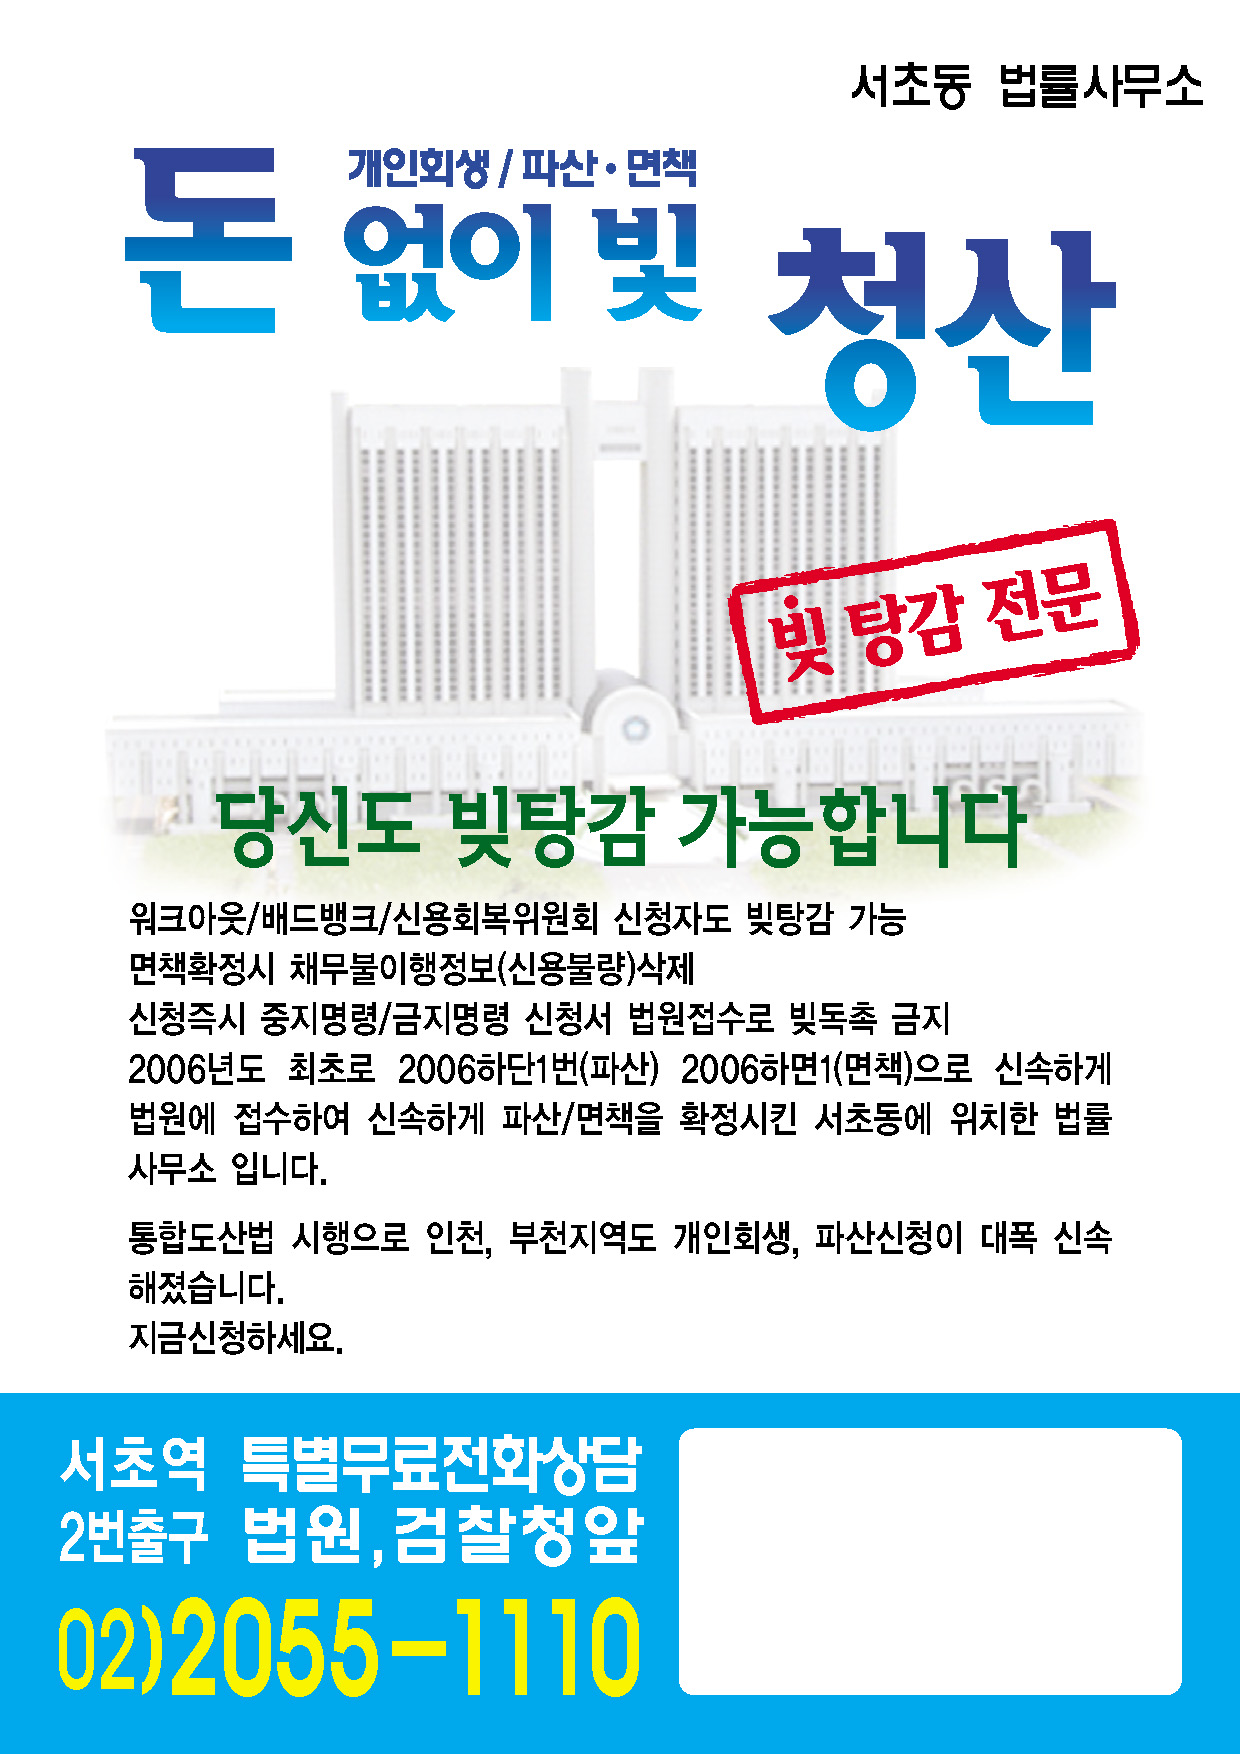 서초동 법률사무소
개인회생 / 파산 · 면책
돈 없이 빚 청산
빚 탕감 전문
당신도 빚탕감 가능합니다
워크아웃/배드뱅크/신용회복위원회 신청자도 빚탕감 가능
면책확정시 채무불이행정보(신용불량)삭제
신청즉시 중지명령/금지명령 신청서 법원접수로 빚독촉 금지
2006년도 최초로 2006하단1번(파산) 2006하면1(면책)으로 신속하게
법원에 접수하여 신속하게 파산/면책을 확정시킨 서초동에 위치한 법률
사무소 입니다.
통합도산법 시행으로 인천, 부천지역도 개인회생, 파산신청이 대폭 신속
해졌습니다.
지금신청하세요.
서초역 특별무료전화상담
2번출구 법원,검찰청앞
02)2055-1110